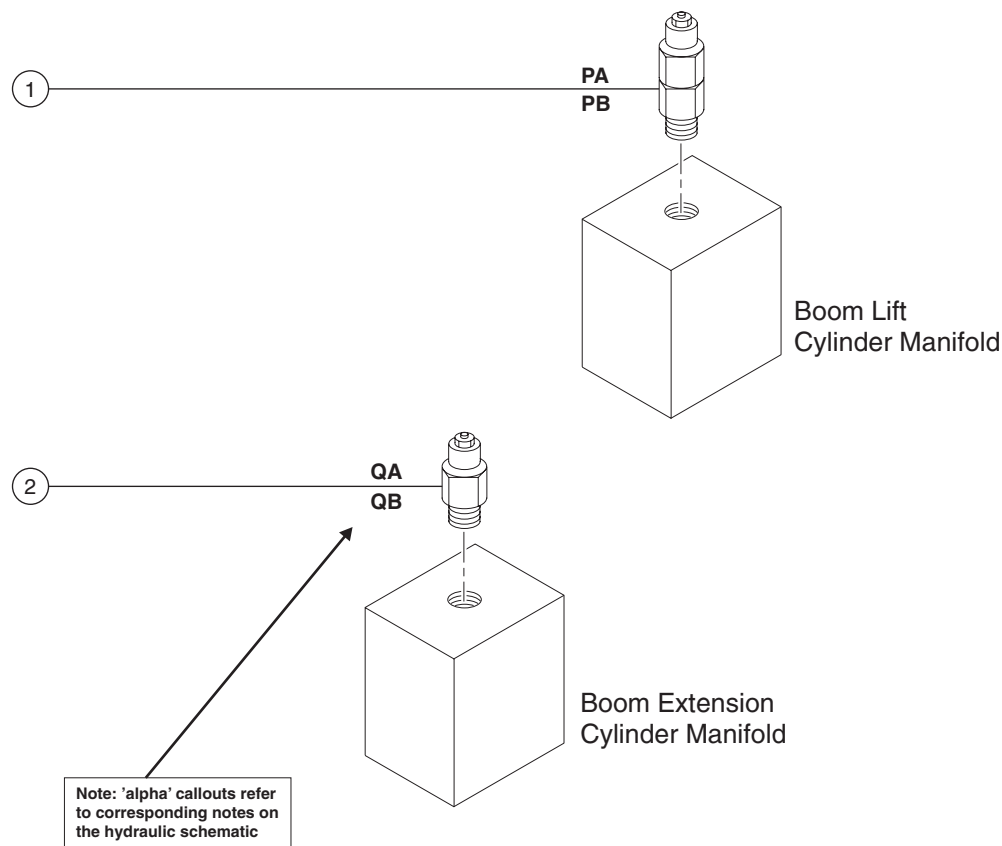 1
PA
PB
Boom Lift
Cylinder Manifold
2
QA
QB
Boom Extension
Cylinder Manifold
Note: 'alpha' callouts refer
to corresponding notes on
the hydraulic schematic